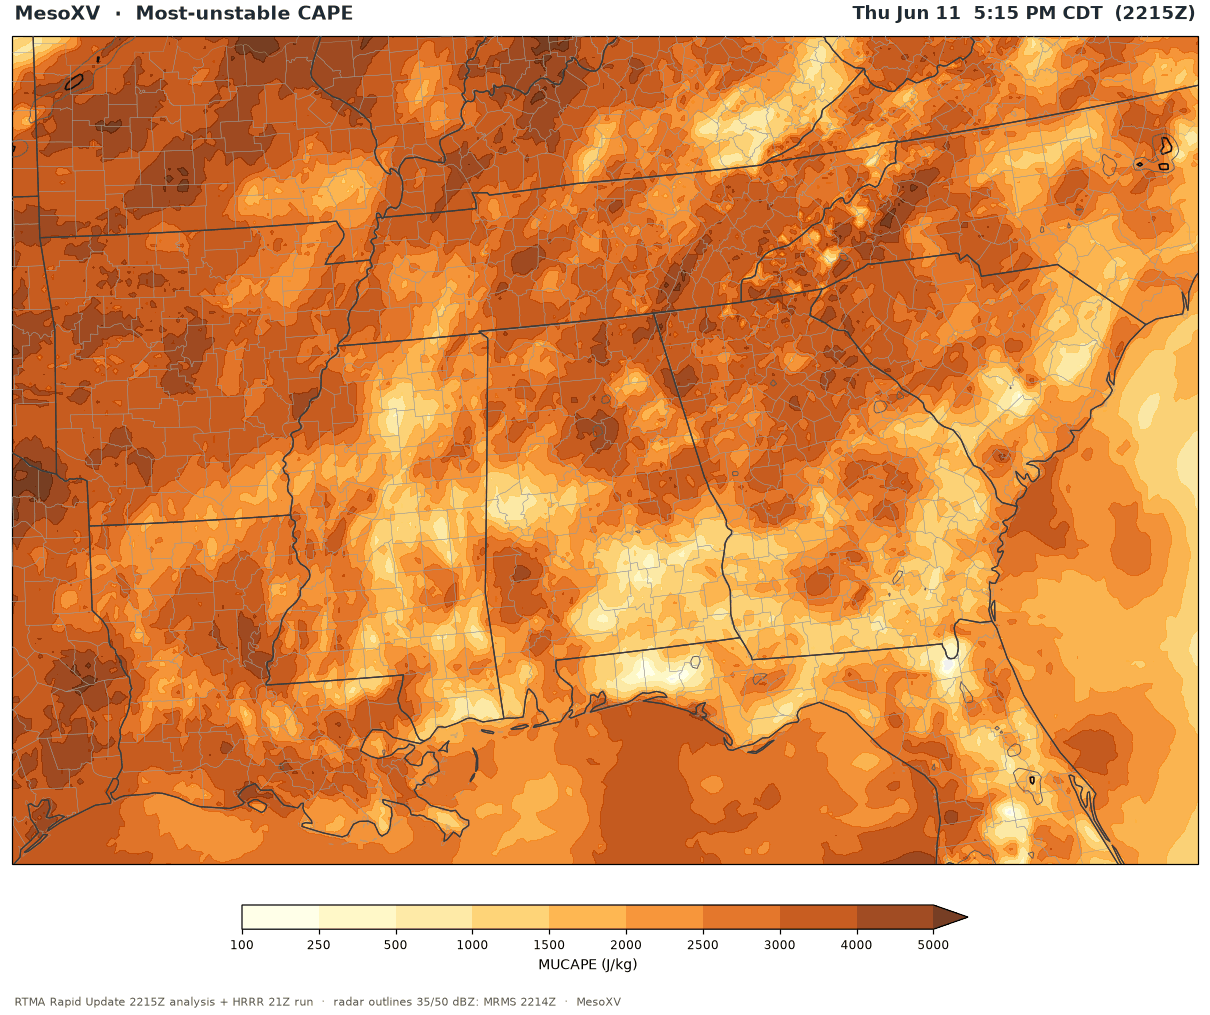 MesoXV · Most-unstable CAPE
Thu Jun 11 5:15 PM CDT (2215Z)
100 250 500 1000 1500 2000 2500 3000 4000 5000
MUCAPE (J/kg)
RTMA Rapid Update 2215Z analysis + HRRR 21Z run · radar outlines 35/50 dBZ: MRMS 2214Z · MesoXV